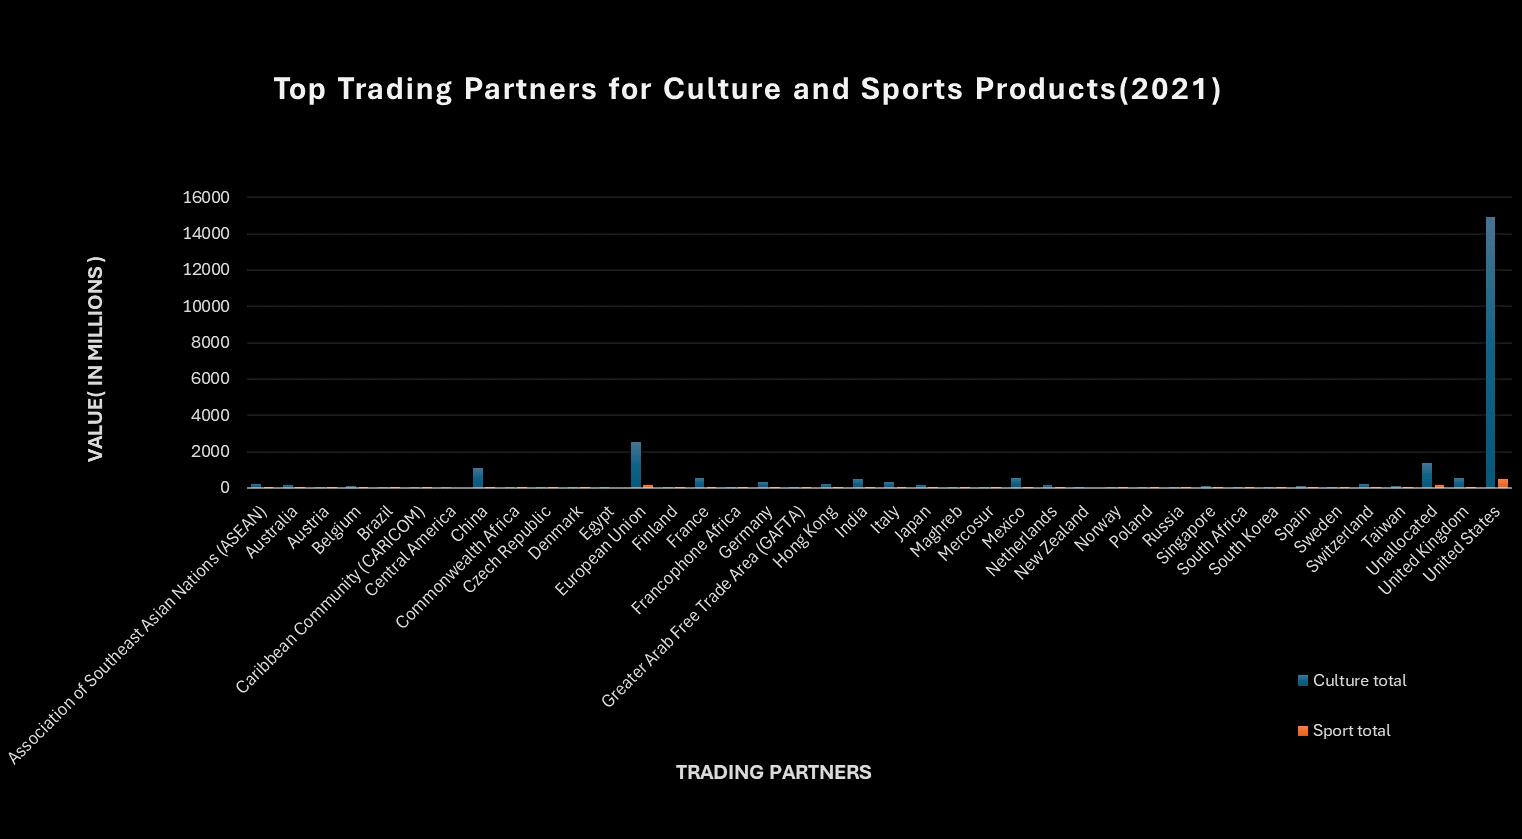 Top Trading Partners for Culture and Sports Products(2021)
VALUE( IN MILLIONS )
16000
14000
12000
10000
8000
6000
4000
2000
0
Association of Southeast Asian Nations (ASEAN)
Australia
Austria
Belgium
Brazil
Caribbean Community (CARICOM)
Central America
China
Commonwealth Africa
Czech Republic
Denmark
Egypt
European Union
Finland
France
Francophone Africa
Germany
Greater Arab Free Trade Area (GAFTA)
Hong Kong
India
Italy
Japan
Maghreb
Mercosur
Mexico
Netherlands
New Zealand
Norway
Poland
Russia
Singapore
South Africa
South Korea
Spain
Sweden
Switzerland
Taiwan
Unallocated
United Kingdom
United States
Culture total
Sport total
TRADING PARTNERS